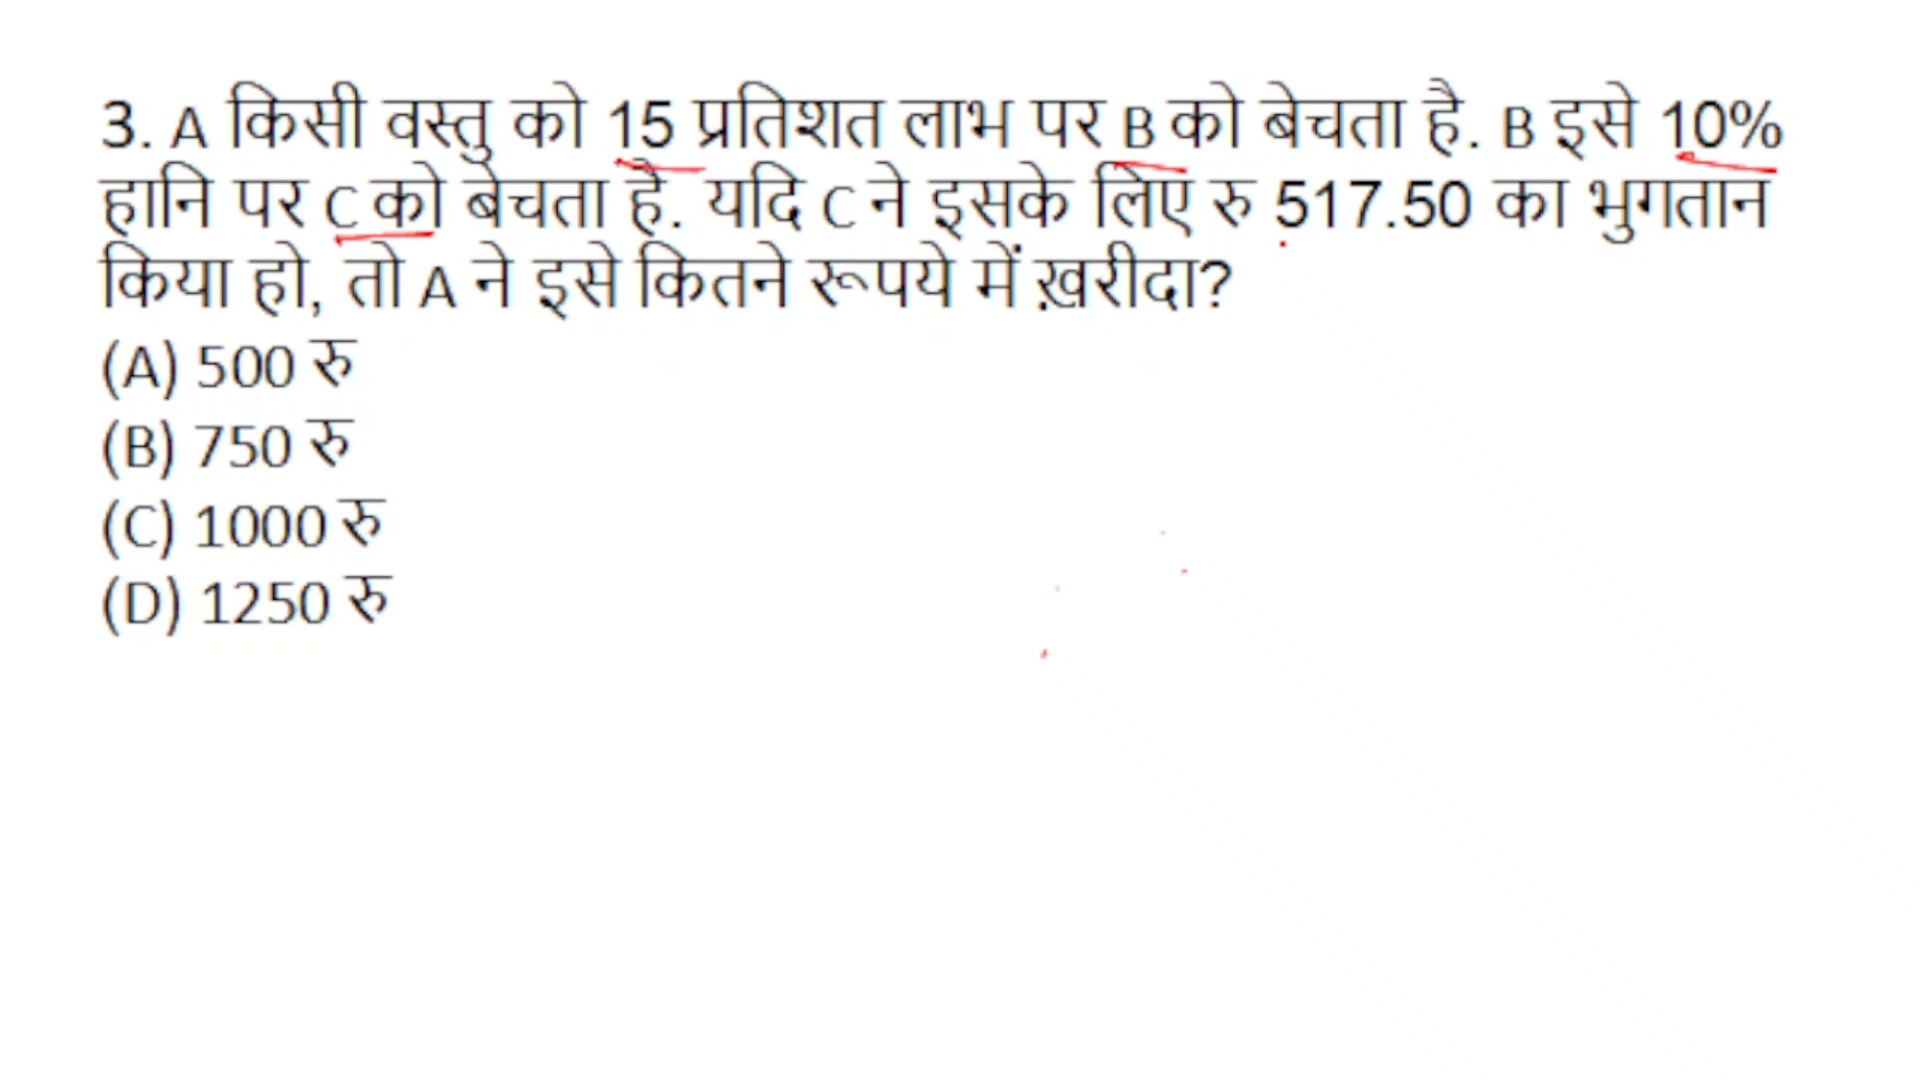 3. A किसी वस्तु को 15 प्रतिशत लाभ पर B को बेचता है. B इसे 10%
हानि पर C को बेचता है. यदि C ने इसके लिए रु 517.50 का भुगतान
किया हो, तो A ने इसे कितने रूपये में ख़रीदा?
(A) 500 रु
(B) 750 रु
(C) 1000 रु
(D) 1250 रु